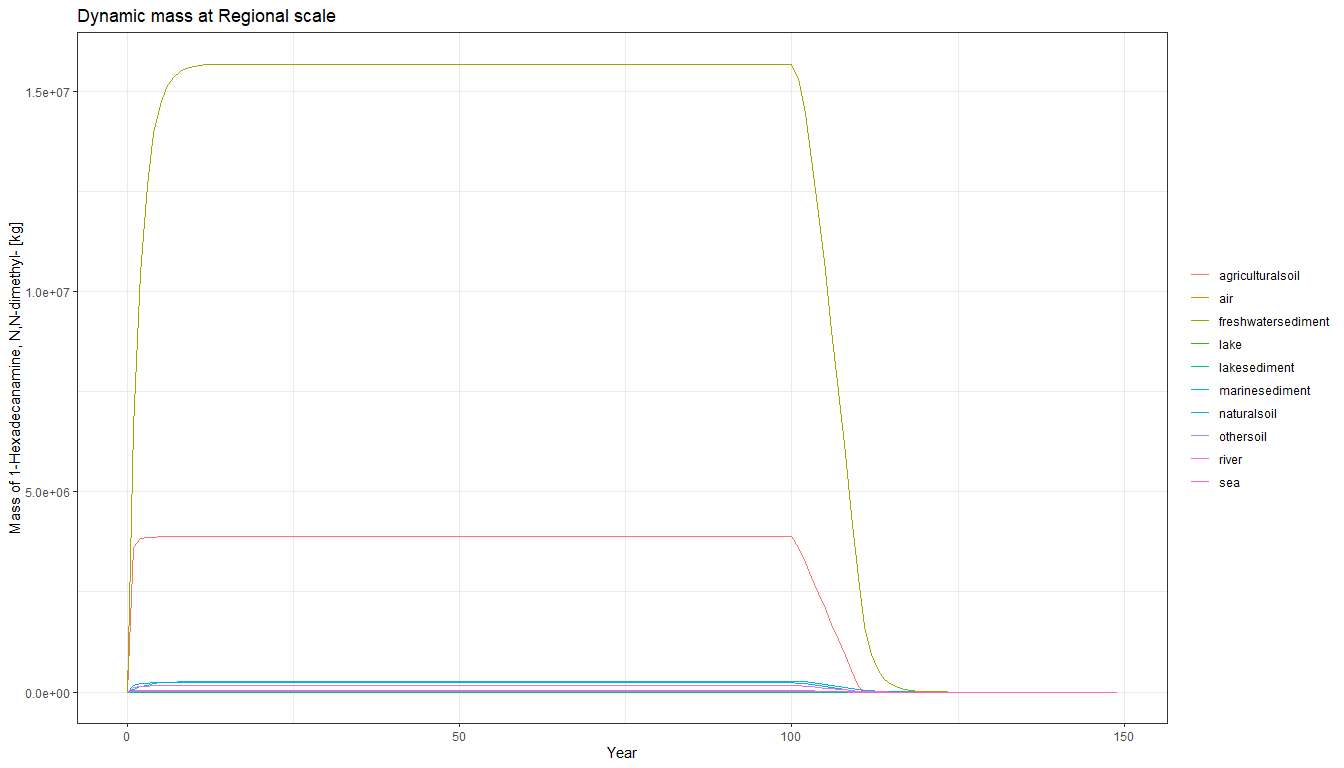 Dynamic mass at Regional scale
Mass of 1-Hexadecanamine, N,N-dimethyl- [kg]
1.5e+07
1.0e+07
5.0e+06
0.0e+00
0
50
100
150
Year
agriculturalsoil
air
freshwatersediment
lake
lakesediment
marinesediment
naturalsoil
othersoil
river
sea